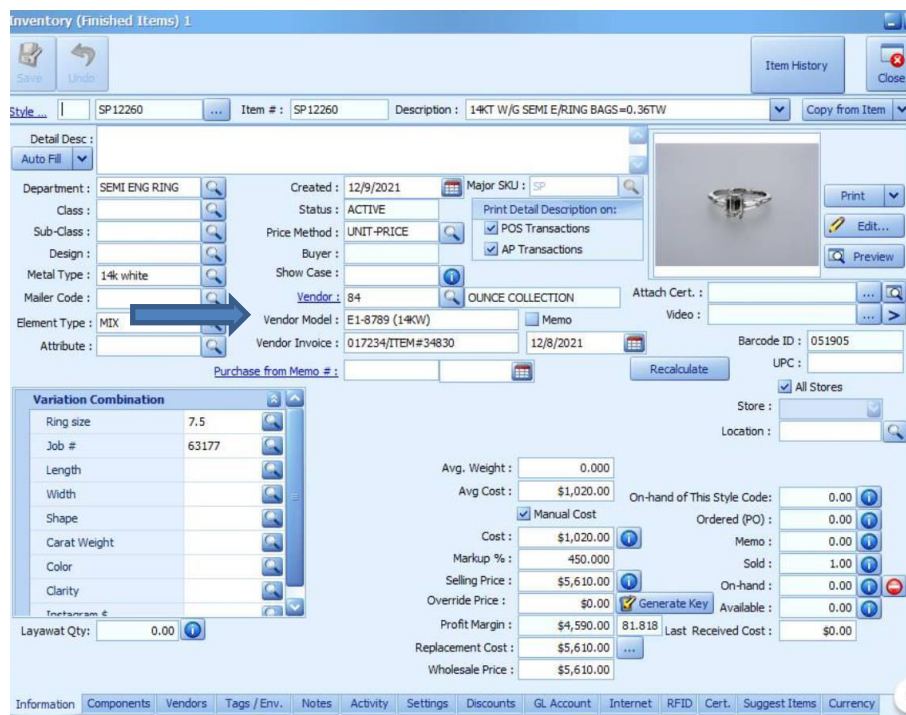 Inventory (Finished Items) 1
Save Undo Item History Close
Style ... SP12260 ... Item # : SP12260 Description : 14KT W/G SEMI E/RING BAGS=0.36TW Copy from Item
Detail Desc :
Auto Fill
Department : SEMI ENG RING Created : 12/9/2021 Major SKU : SP Print
Class : Status : ACTIVE Print Detail Description on:
Sub-Class : Price Method : UNIT-PRICE POS Transactions Edit...
Design : Buyer : AP Transactions Preview
Metal Type : 14k white Show Case :
Mailer Code : Vendor : 84 OUNCE COLLECTION Attach Cert. : ...
Element Type : MIX Vendor Model : E1-8789 (14KW) Memo Video : ... >
Attribute : Vendor Invoice : 017234/ITEM#34830 12/8/2021 Barcode ID : 051905
Purchase from Memo # : Recalculate UPC :
All Stores
Variation Combination Store :
Ring size 7.5 Location :
Job # 63177
Length Avg. Weight : 0.000
Width Avg Cost : $1,020.00 On-hand of This Style Code: 0.00
Shape Manual Cost Ordered (PO) : 0.00
Carat Weight Cost : $1,020.00 Memo : 0.00
Color Markup % : 450.000 Sold : 1.00
Clarity Selling Price : $5,610.00 On-hand : 0.00
Instagram $ Override Price : $0.00 Generate Key Available : 0.00
Layawat Qty: 0.00 Profit Margin : $4,590.00 81.818 Last Received Cost : $0.00
Replacement Cost : $5,610.00 ...
Wholesale Price : $5,610.00
Information Components Vendors Tags / Env. Notes Activity Settings Discounts GL Account Internet RFID Cert. Suggest Items Currency